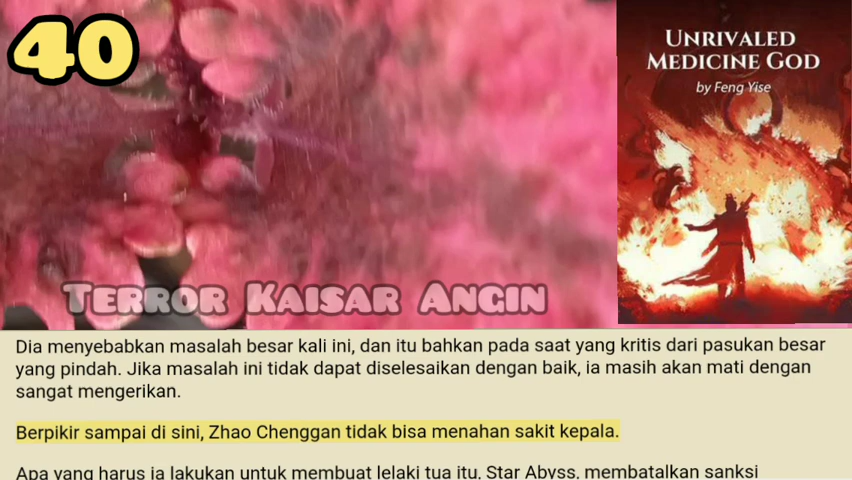 40
UNRIVALED
MEDICINE GOD
by Feng Yise
TERROR KAISAR ANGIN
Dia menyebabkan masalah besar kali ini, dan itu bahkan pada saat yang kritis dari pasukan besar
yang pindah. Jika masalah ini tidak dapat diselesaikan dengan baik, ia masih akan mati dengan
sangat mengerikan.
Berpikir sampai di sini, Zhao Chenggan tidak bisa menahan sakit kepala.
Apa yang harus ia lakukan untuk membuat lelaki tua itu, Star Abyss, membatalkan sanksi